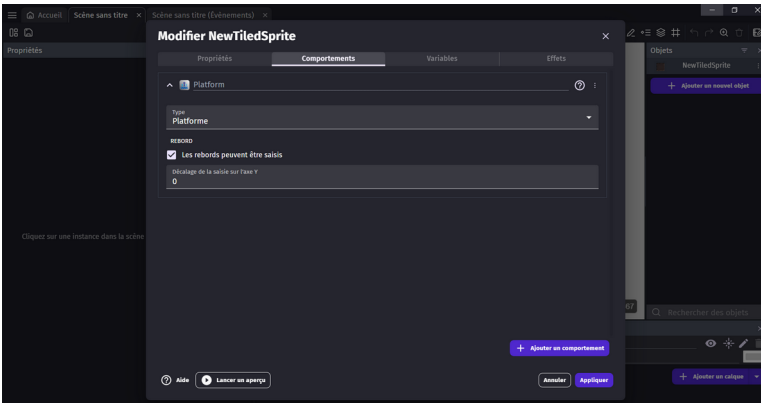 Accueil
Scène sans titre ×
Scène sans titre (Évènements) ×
Propriétés
Objets
NewTiledSprite
+ Ajouter un nouvel objet
Modifier NewTiledSprite
Propriétés
Comportements
Variables
Effets
Platform
Type
Plateforme
REBORD
Les rebords peuvent être saisis
Décalage de la saisie sur l'axe Y
0
Cliquez sur une instance dans la scène
Rechercher des objets
+ Ajouter un comportement
Aide
Lancer un aperçu
Annuler
Appliquer
+ Ajouter un calque